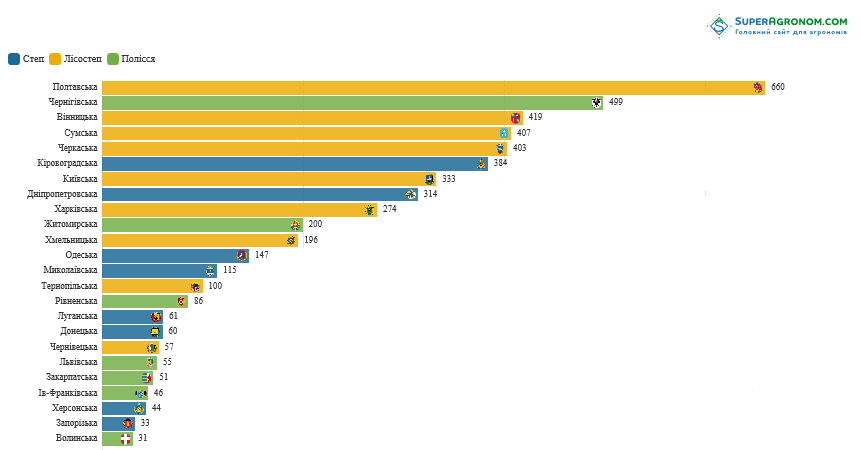 SUPERAGRONOM.COM
Головний сайт для агрономів
Степ Лісостеп Полісся
Полтавська 660
Чернігівська 499
Вінницька 419
Сумська 407
Черкаська 403
Кіровоградська 384
Київська 333
Дніпропетровська 314
Харківська 274
Житомирська 200
Хмельницька 196
Одеська 147
Миколаївська 115
Тернопільська 100
Рівненська 86
Луганська 61
Донецька 60
Чернівецька 57
Львівська 55
Закарпатська 51
Ів-Франківська 46
Херсонська 44
Запорізька 33
Волинська 31